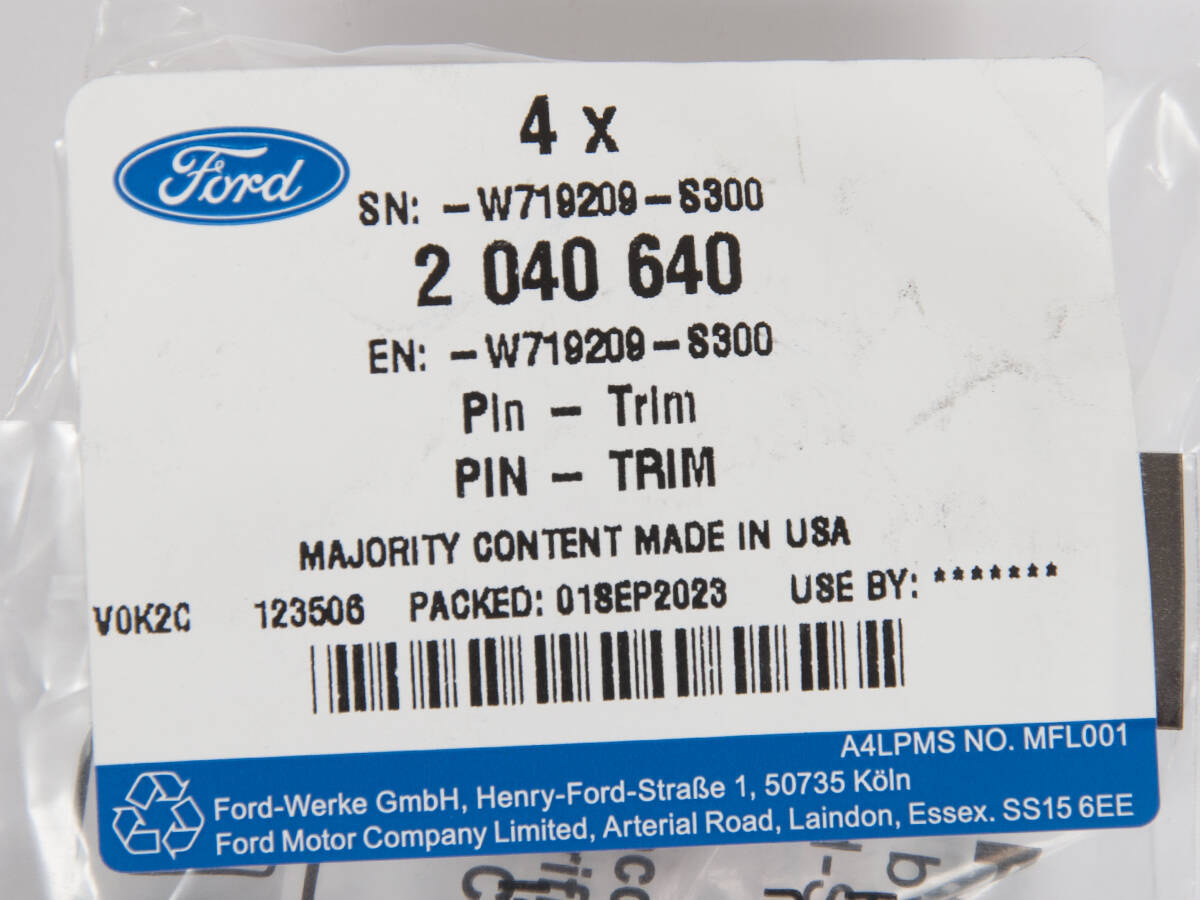 4 x
Ford
SN: -W719209-S300
2 040 640
EN: -W719209-S300
Pin - Trim
PIN - TRIM
MAJORITY CONTENT MADE IN USA
V0K2C 123506 PACKED: 01SEP2023 USE BY: *******
A4LPMS NO. MFL001
Ford-Werke GmbH, Henry-Ford-Straße 1, 50735 Köln
Ford Motor Company Limited, Arterial Road, Laindon, Essex. SS15 6EE